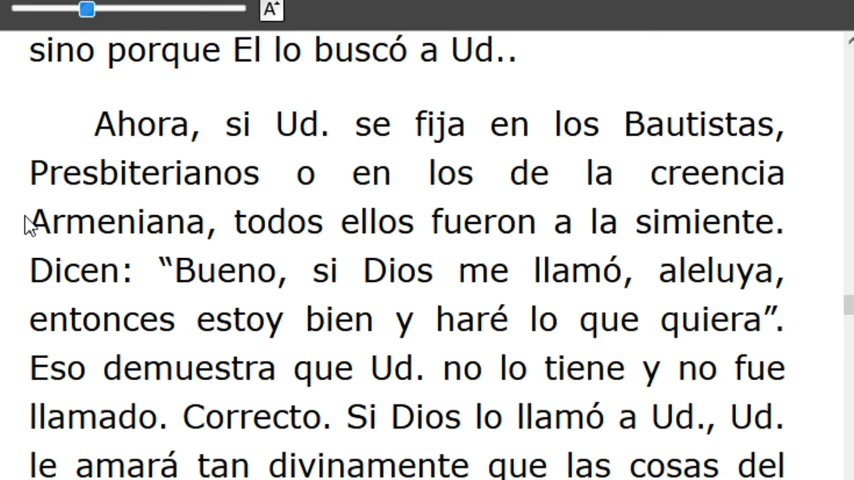 A
sino porque El lo buscó a Ud..
Ahora, si Ud. se fija en los Bautistas,
Presbiterianos o en los de la creencia
Armeniana, todos ellos fueron a la simiente.
Dicen: “Bueno, si Dios me llamó, aleluya,
entonces estoy bien y haré lo que quiera”.
Eso demuestra que Ud. no lo tiene y no fue
llamado. Correcto. Si Dios lo llamó a Ud., Ud.
le amará tan divinamente que las cosas del